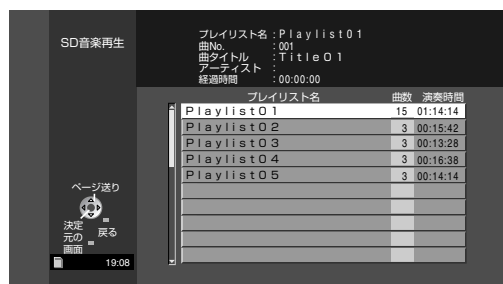 SD音楽再生
プレイリスト名 : Playlist01
曲No. : 001
曲タイトル : Title01
アーティスト :
経過時間 : 00:00:00
プレイリスト名 曲数 演奏時間
Playlist01 15 01:14:14
Playlist02 3 00:15:42
Playlist03 3 00:13:28
Playlist04 3 00:16:38
Playlist05 3 00:14:14
ページ送り
決定
戻る
元の
画面
19:08